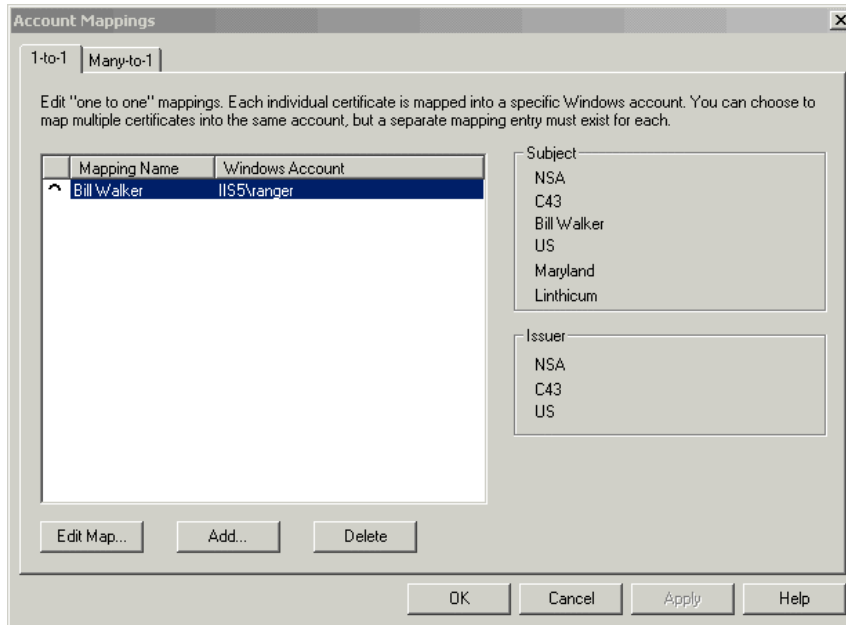 Account Mappings
1-to-1 Many-to-1
Edit "one to one" mappings. Each individual certificate is mapped into a specific Windows account. You can choose to
map multiple certificates into the same account, but a separate mapping entry must exist for each.
Mapping Name Windows Account
Bill Walker IIS5\ranger
Subject
NSA
C43
Bill Walker
US
Maryland
Linthicum
Issuer
NSA
C43
US
Edit Map... Add... Delete
OK Cancel Apply Help